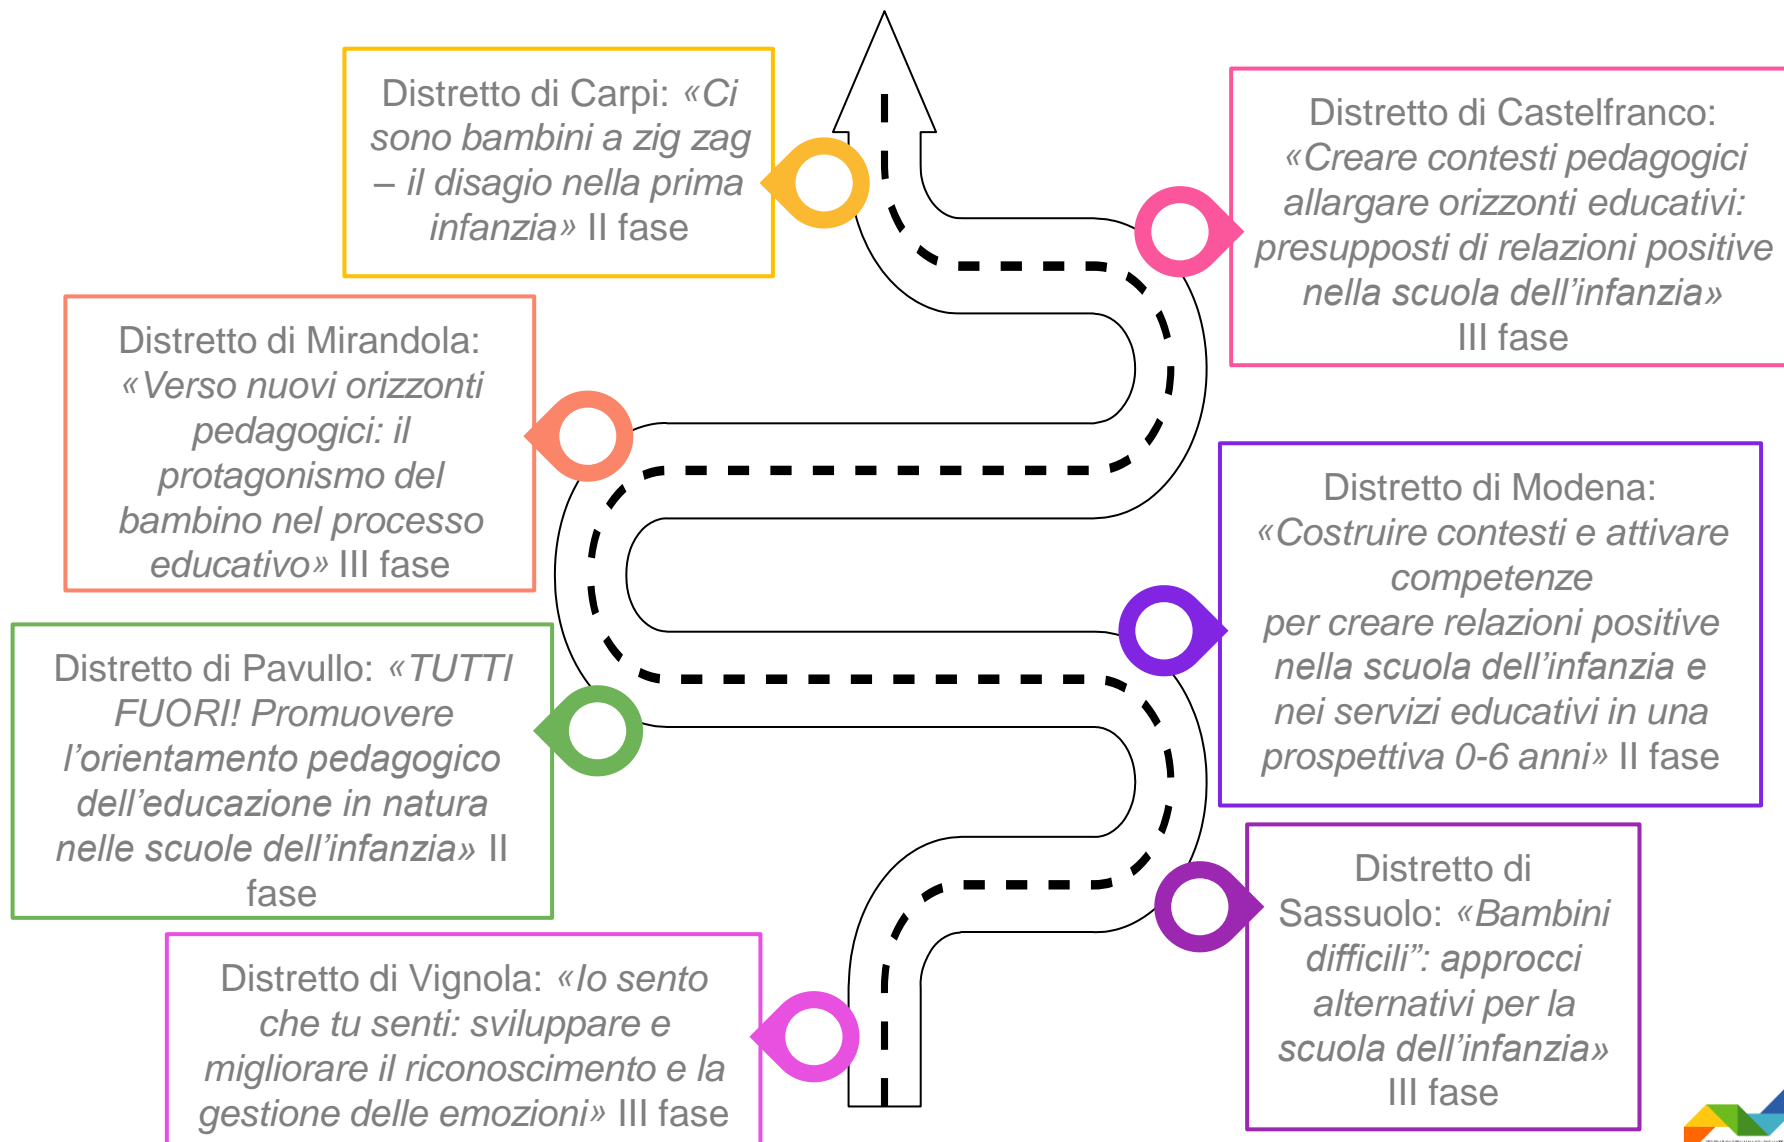 Distretto di Carpi: «Ci
sono bambini a zig zag
– il disagio nella prima
infanzia» II fase
Distretto di Castelfranco:
«Creare contesti pedagogici
allargare orizzonti educativi:
presupposti di relazioni positive
nella scuola dell’infanzia»
III fase
Distretto di Mirandola:
«Verso nuovi orizzonti
pedagogici: il
protagonismo del
bambino nel processo
educativo» III fase
Distretto di Modena:
«Costruire contesti e attivare
competenze
per creare relazioni positive
nella scuola dell’infanzia e
nei servizi educativi in una
prospettiva 0-6 anni» II fase
Distretto di Pavullo: «TUTTI
FUORI! Promuovere
l’orientamento pedagogico
dell’educazione in natura
nelle scuole dell’infanzia» II
fase
Distretto di
Sassuolo: «Bambini
difficili”: approcci
alternativi per la
scuola dell’infanzia»
III fase
Distretto di Vignola: «Io sento
che tu senti: sviluppare e
migliorare il riconoscimento e la
gestione delle emozioni» III fase